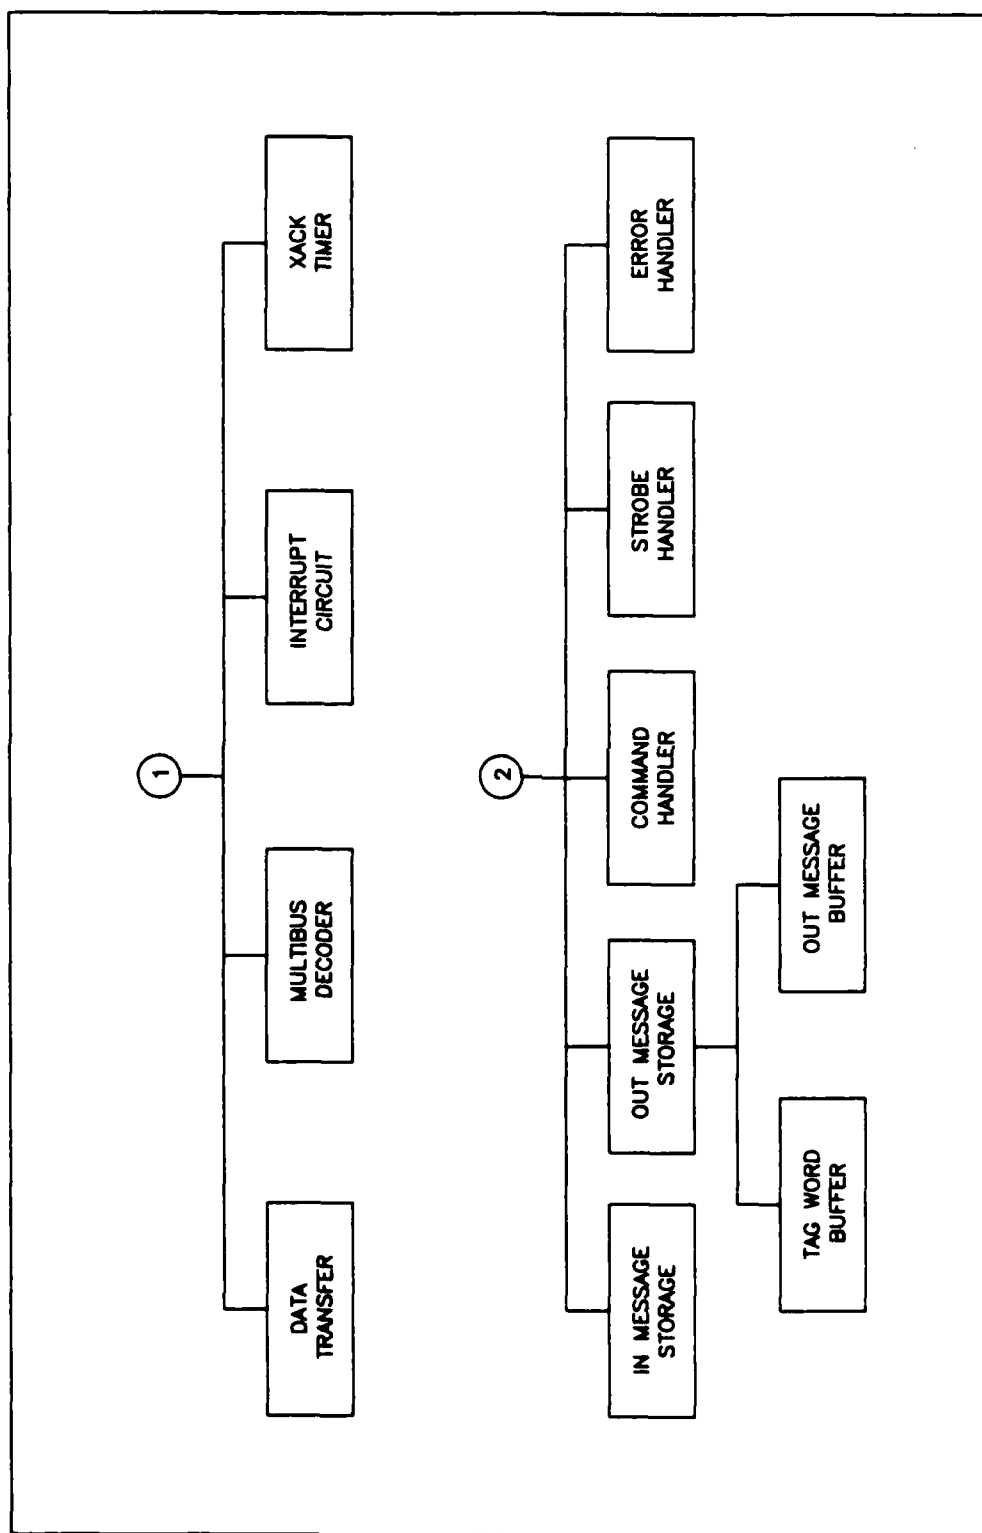 1
DATA
TRANSFER
MULTIBUS
DECODER
INTERRUPT
CIRCUIT
XACK
TIMER
2
IN MESSAGE
STORAGE
OUT MESSAGE
STORAGE
COMMAND
HANDLER
STROBE
HANDLER
ERROR
HANDLER
TAG WORD
BUFFER
OUT MESSAGE
BUFFER